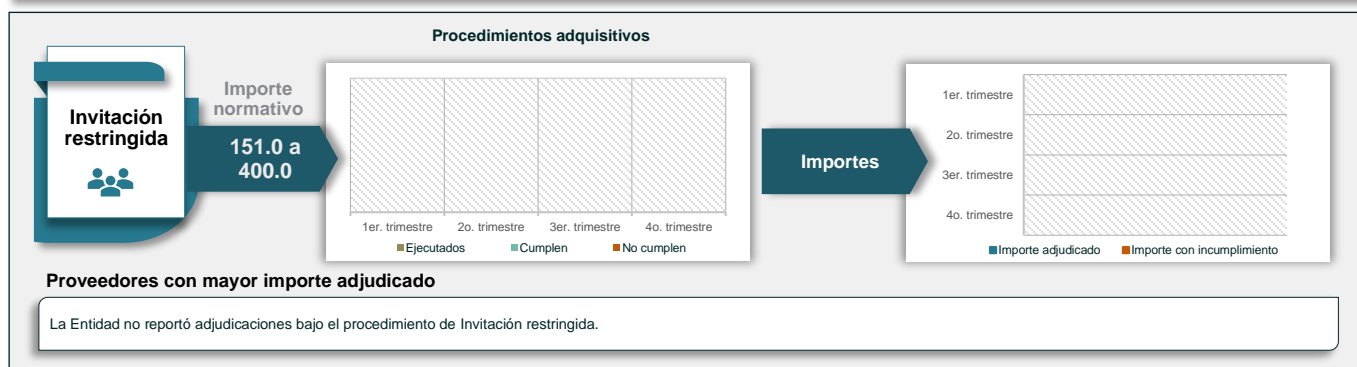 Procedimientos adquisitivos
Invitación
restringida
Importe
normativo
151.0 a
400.0
1er. trimestre 2o. trimestre 3er. trimestre 4o. trimestre
Ejecutados Cumplen No cumplen
Importes
1er. trimestre
2o. trimestre
3er. trimestre
4o. trimestre
Importe adjudicado Importe con incumplimiento
Proveedores con mayor importe adjudicado
La Entidad no reportó adjudicaciones bajo el procedimiento de Invitación restringida.